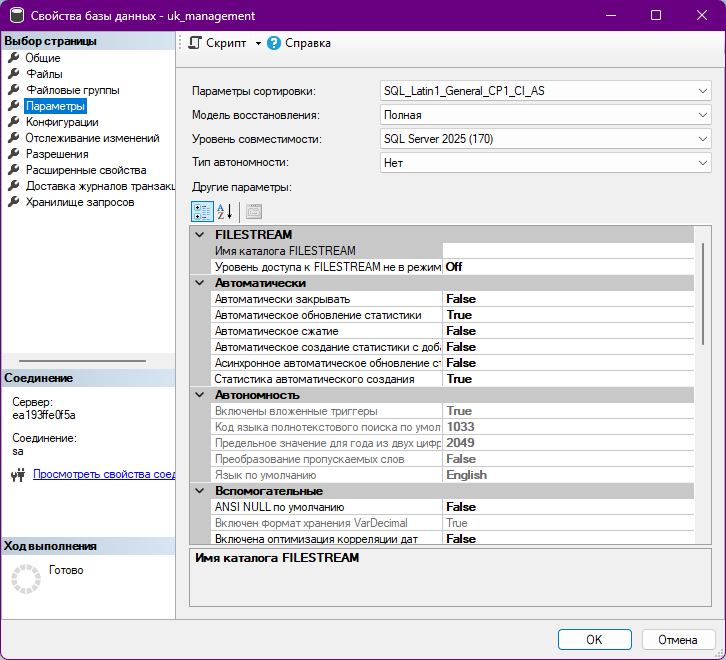 Свойства базы данных - uk_management
Выбор страницы
Общие
Файлы
Файловые группы
Параметры
Конфигурации
Отслеживание изменений
Разрешения
Расширенные свойства
Доставка журналов транзакц
Хранилище запросов
Скрипт
Справка
Параметры сортировки: SQL_Latin1_General_CP1_CI_AS
Модель восстановления: Полная
Уровень совместимости: SQL Server 2025 (170)
Тип автономности: Нет
Другие параметры:
FILESTREAM
Имя каталога FILESTREAM
Уровень доступа к FILESTREAM не в режим Off
Автоматически
Автоматически закрывать False
Автоматическое обновление статистики True
Автоматическое сжатие False
Автоматическое создание статистики с доба False
Асинхронное автоматическое обновление ст False
Статистика автоматического создания True
Автономность
Включены вложенные триггеры True
Код языка полнотекстового поиска по умол 1033
Предельное значение для года из двух цифр 2049
Преобразование пропускаемых слов False
Язык по умолчанию English
Вспомогательные
ANSI NULL по умолчанию False
Включен формат хранения VarDecimal True
Включена оптимизация корреляции дат False
Имя каталога FILESTREAM
Соединение
Сервер:
ea193ffe0f5a
Соединение:
sa
Просмотреть свойства соед
Ход выполнения
Готово
OK
Отмена